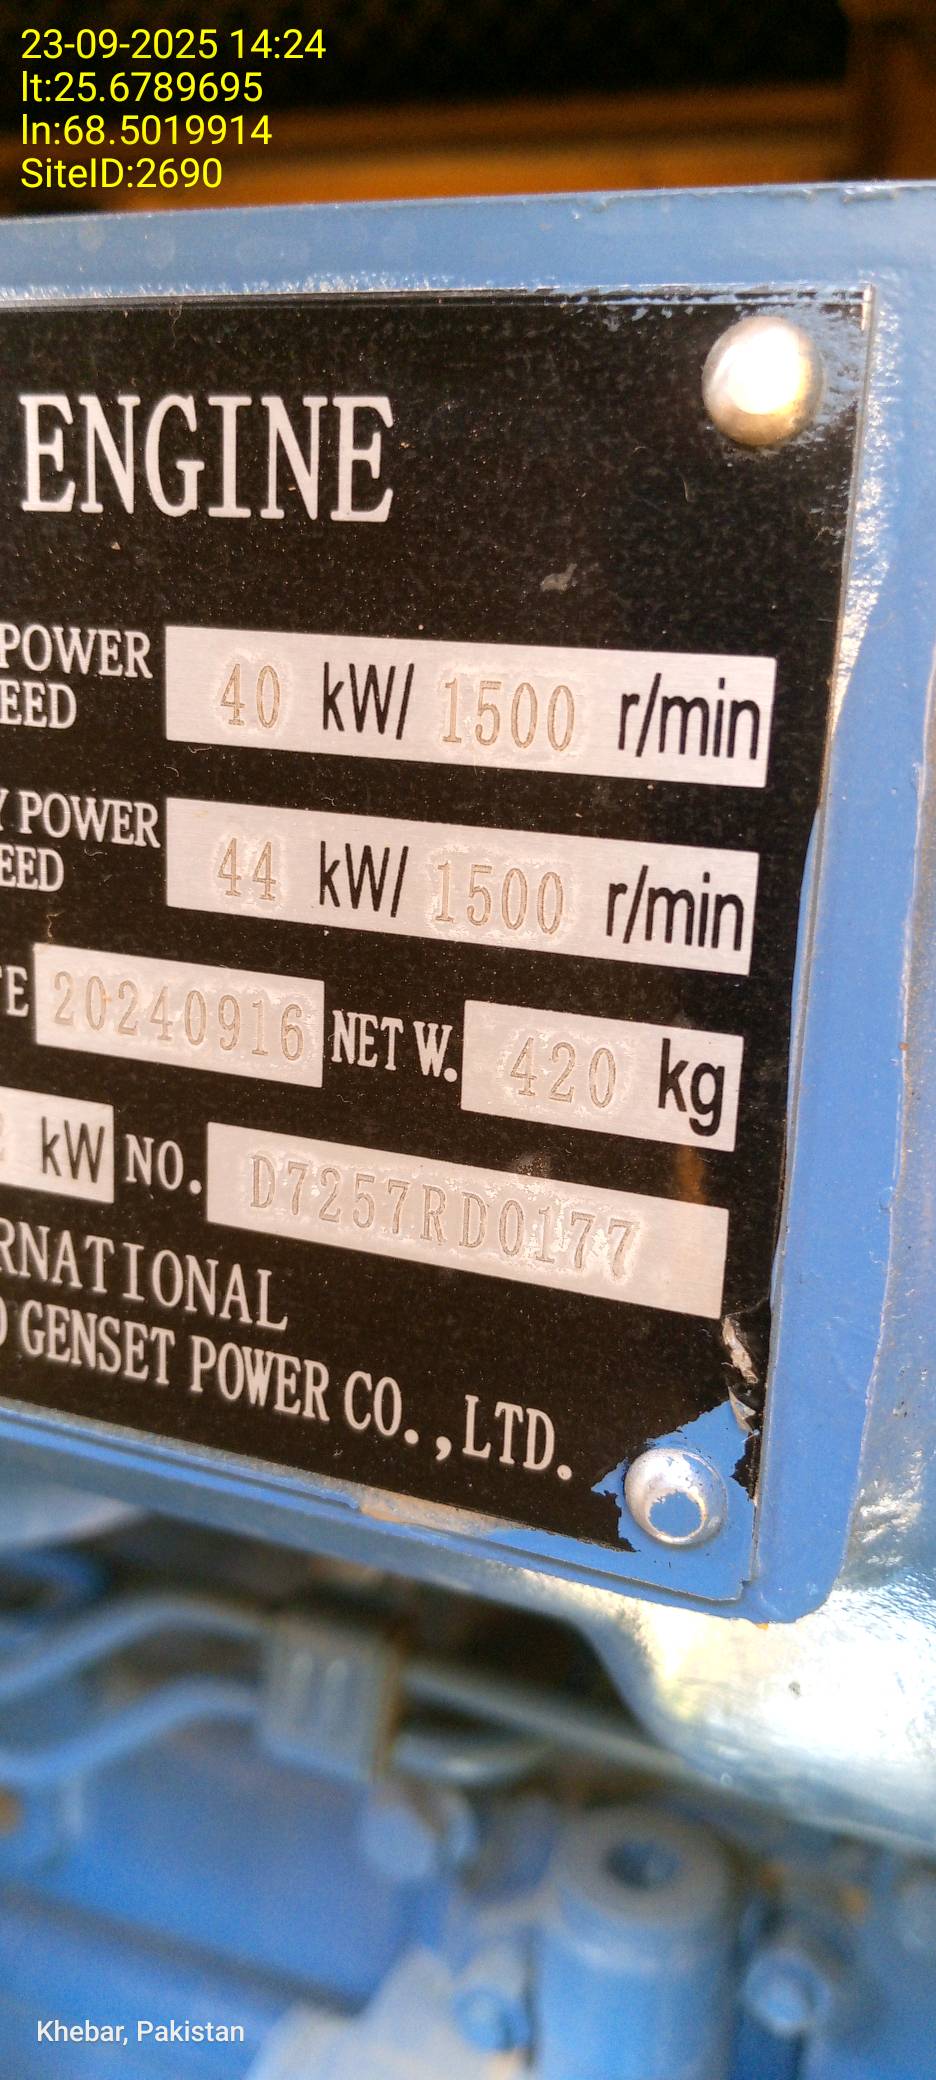 23-09-2025 14:24
lt:25.6789695
ln:68.5019914
SiteID:2690
ENGINE
POWER
EED
40 kW/ 1500 r/min
Y POWER
EED
44 kW/ 1500 r/min
TE 20240916 NET W. 420 kg
kW NO. D7257RD0177
RNATIONAL
O GENSET POWER CO.,LTD.
Khebar, Pakistan